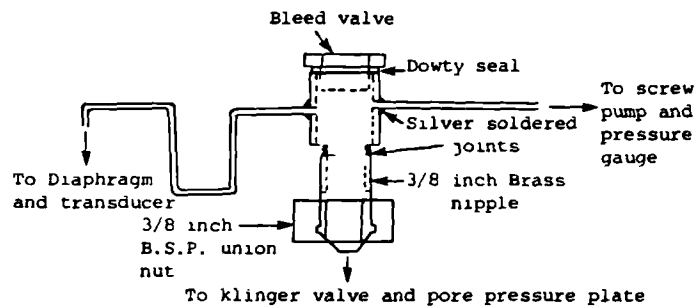 Bleed valve
Dowty seal
To screw
pump and
pressure
gauge
Silver soldered
joints
To Diaphragm
and transducer
3/8 inch Brass
nipple
3/8 inch
B.S.P. union
nut
To klinger valve and pore pressure plate